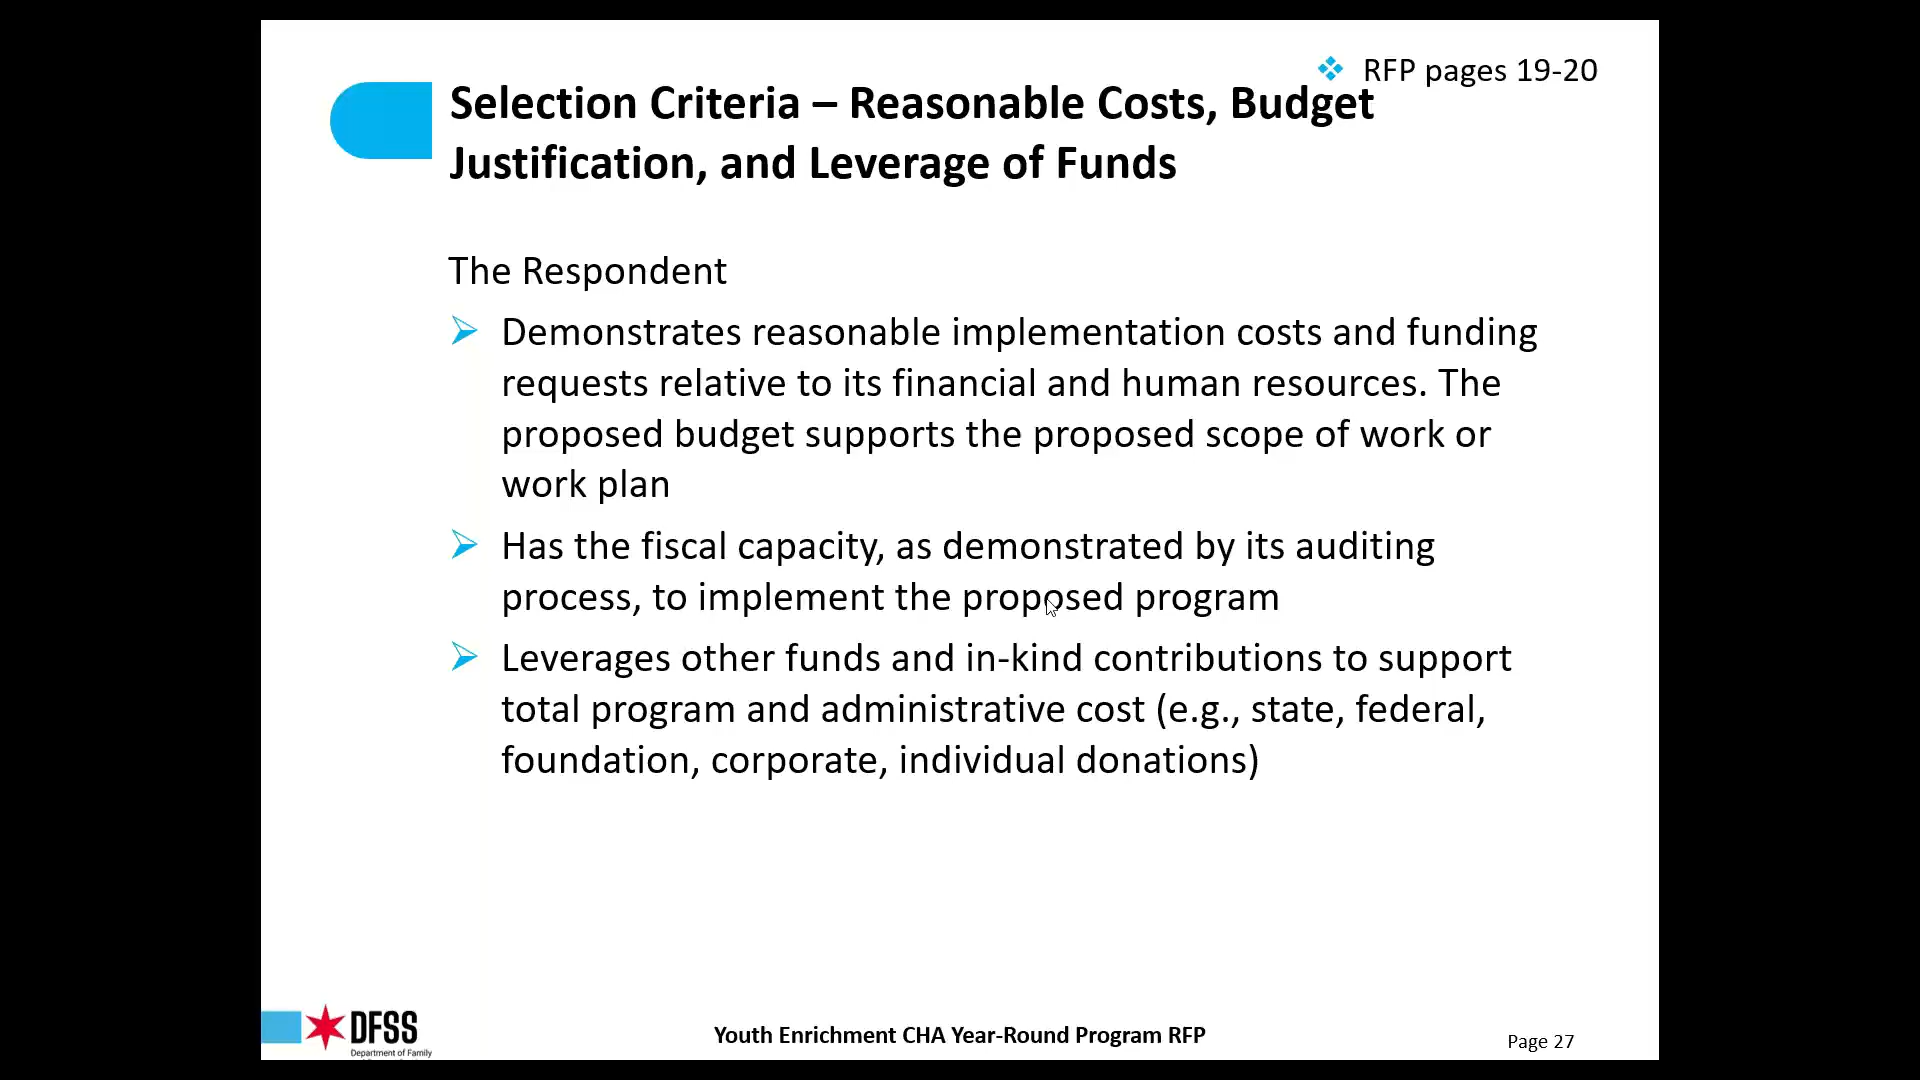 RFP pages 19-20
Selection Criteria – Reasonable Costs, Budget
Justification, and Leverage of Funds
The Respondent
Demonstrates reasonable implementation costs and funding
requests relative to its financial and human resources. The
proposed budget supports the proposed scope of work or
work plan
Has the fiscal capacity, as demonstrated by its auditing
process, to implement the proposed program
Leverages other funds and in-kind contributions to support
total program and administrative cost (e.g., state, federal,
foundation, corporate, individual donations)
DFSS
Department of Family
Youth Enrichment CHA Year-Round Program RFP
Page 27